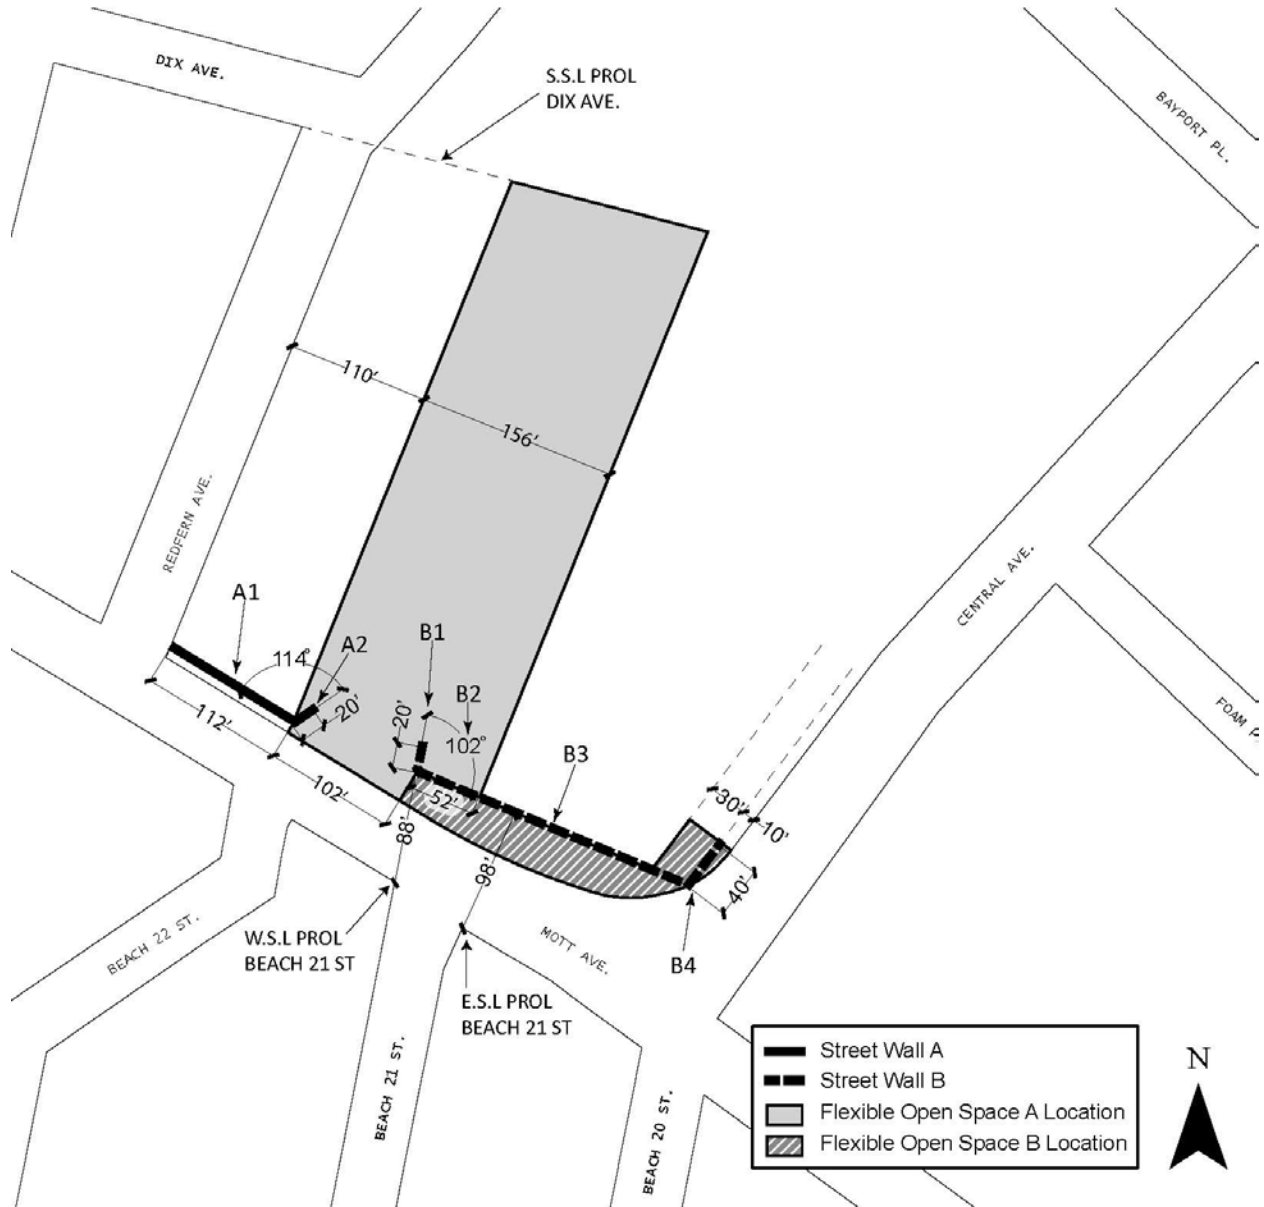 DIX AVE.
S.S.L PROL
DIX AVE.
BAYPORT PL.
110'
156'
REDFERN AVE.
CENTRAL AVE.
A1
A2
B1
114°
B2
20'
20'
102°
B3
112'
FOAM P
102'
52'
30'
10'
88'
98'
40'
BEACH 22 ST.
W.S.L PROL
BEACH 21 ST
MOTT AVE.
B4
E.S.L PROL
BEACH 21 ST
BEACH 21 ST.
BEACH 20 ST.
Street Wall A
Street Wall B
Flexible Open Space A Location
Flexible Open Space B Location
N